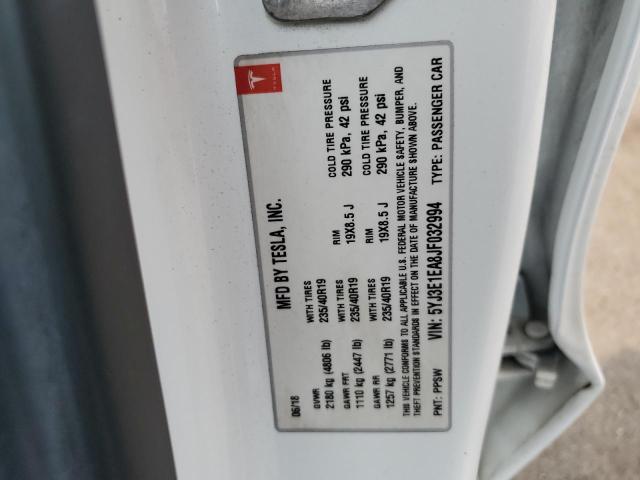 TESLA
MFD BY TESLA, INC.
06/18
GVWR WITH TIRES RIM COLD TIRE PRESSURE
2180 kg (4806 lb) 235/40R19 19X8.5 J 290 kPa, 42 psi
GAWR FRT WITH TIRES RIM COLD TIRE PRESSURE
1110 kg (2447 lb) 235/40R19 19X8.5 J 290 kPa, 42 psi
GAWR RR WITH TIRES
1257 kg (2771 lb) 235/40R19
THIS VEHICLE CONFORMS TO ALL APPLICABLE U.S. FEDERAL MOTOR VEHICLE SAFETY, BUMPER, AND
THEFT PREVENTION STANDARDS IN EFFECT ON THE DATE OF MANUFACTURE SHOWN ABOVE.
PNT: PPSW VIN: 5YJ3E1EA8JF032994 TYPE: PASSENGER CAR